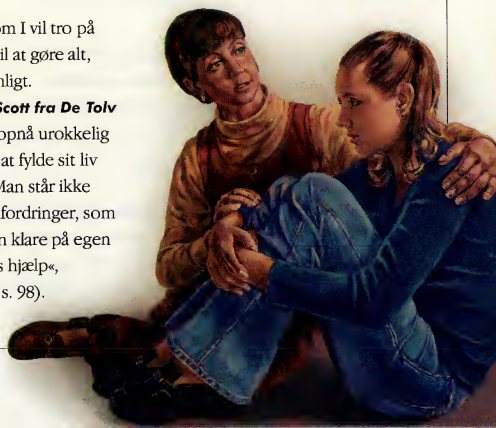 om I vil tro på
il at gøre alt,
nligt.
Scott fra De Tolv
opnå urokkelig
at fylde sit liv
Man står ikke
fordringer, som
n klare på egen
s hjælp«,
s. 98).